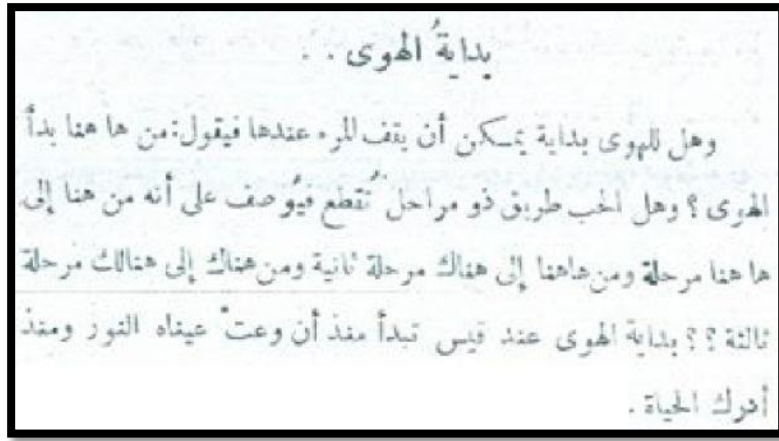 بدايةُ الهوى . .
وهل للهوى بداية يمكن أن يقف المرء عندها فيقول: من ها هنا بدأ
الهوى ؟ وهل الحب طريق ذو مراحل تُقطع فيُوصف على أنه من هنا إلى
ها هنا مرحلة ومن هاهنا إلى هناك مرحلة ثانية ومن هناك إلى هنالك مرحلة
ثالثة ؟؟ بداية الهوى عند قيس تبدأ منذ أن وعتْ عيناه النور ومنذ
أدرك الحياة .